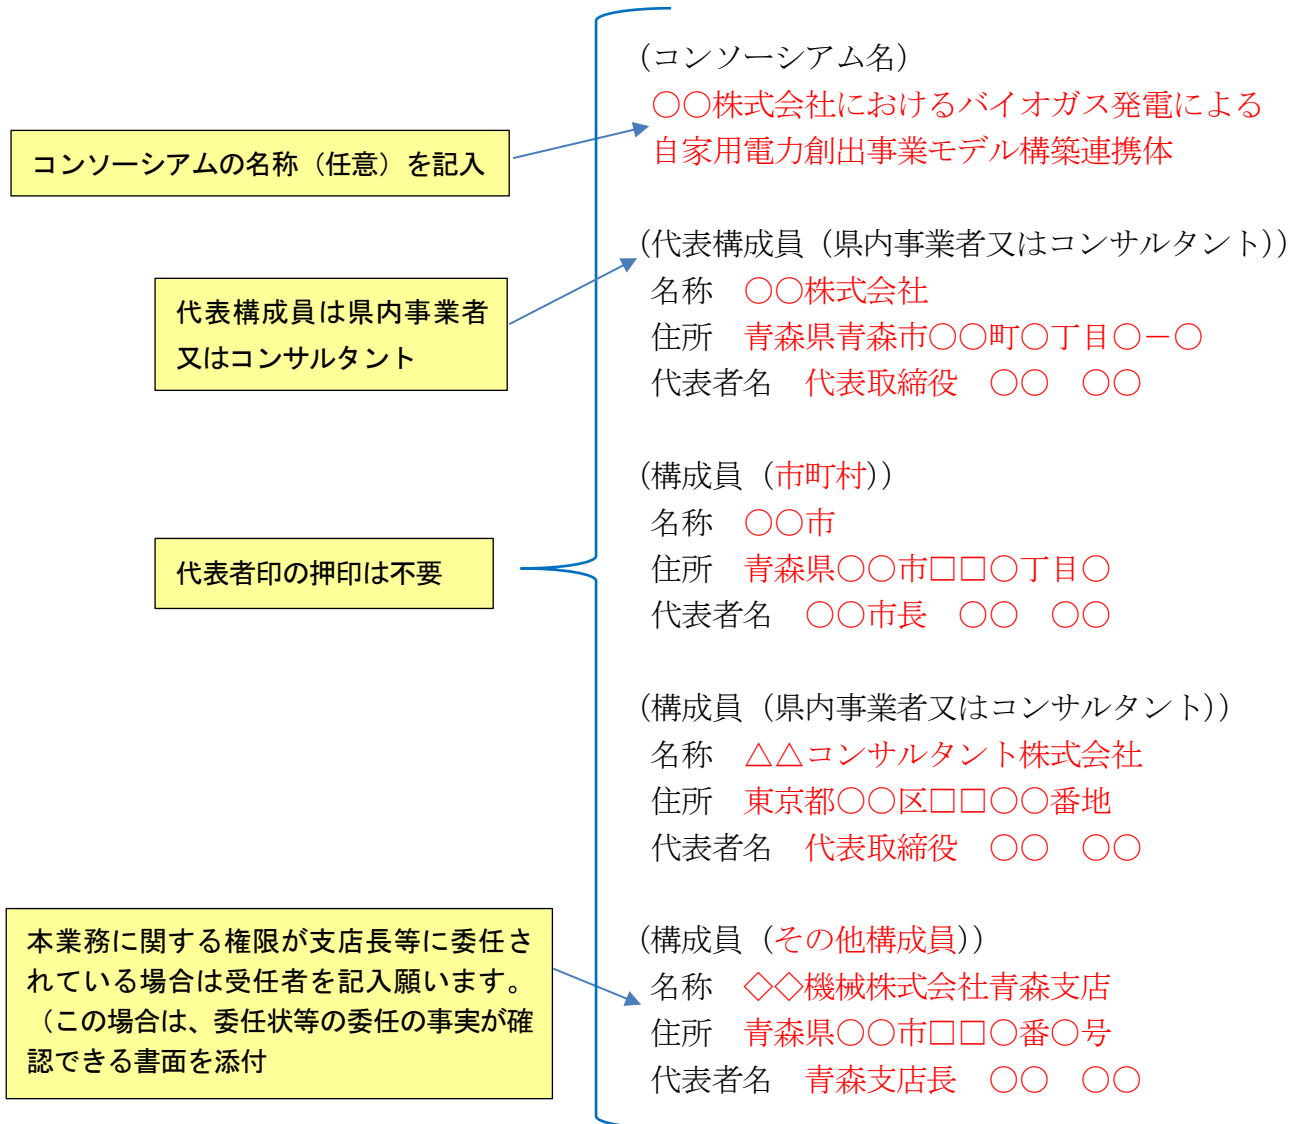 (コンソーシアム名)
○○株式会社におけるバイオガス発電による
自家用電力創出事業モデル構築連携体
コンソーシアムの名称（任意）を記入
(代表構成員（県内事業者又はコンサルタント))
名称　○○株式会社
住所　青森県青森市○○町○丁目○－○
代表者名　代表取締役　○○　○○
代表構成員は県内事業者
又はコンサルタント
(構成員（市町村))
名称　○○市
住所　青森県○○市□□○丁目○
代表者名　○○市長　○○　○○
代表者印の押印は不要
(構成員（県内事業者又はコンサルタント))
名称　△△コンサルタント株式会社
住所　東京都○○区□□○○番地
代表者名　代表取締役　○○　○○
(構成員（その他構成員))
名称　◇◇機械株式会社青森支店
住所　青森県○○市□□○番○号
代表者名　青森支店長　○○　○○
本業務に関する権限が支店長等に委任さ
れている場合は受任者を記入願います。
（この場合は、委任状等の委任の事実が確
認できる書面を添付